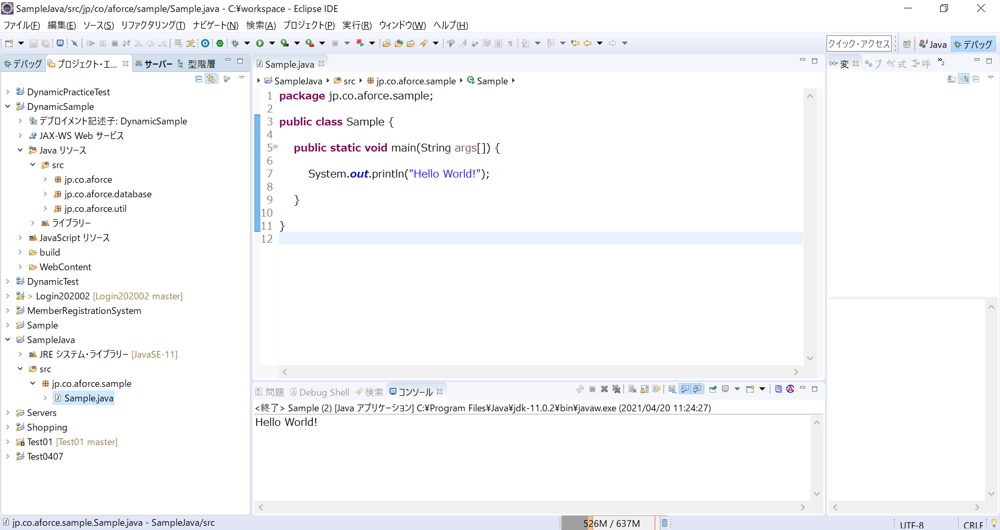 SampleJava/src/jp/co/aforce/sample/Sample.java - C:¥workspace - Eclipse IDE
ファイル(F) 編集(E) ソース(S) リファクタリング(T) ナビゲート(N) 検索(A) プロジェクト(P) 実行(R) ウィンドウ(W) ヘルプ(H)
クイック・アクセス Java デバッグ
デバッグ プロジェクト・エ... サーバー 型階層
DynamicPracticeTest
DynamicSample
デプロイメント記述子: DynamicSample
JAX-WS Web サービス
Java リソース
src
jp.co.aforce
jp.co.aforce.database
jp.co.aforce.util
ライブラリー
JavaScript リソース
build
WebContent
DynamicTest
> Login202002 [Login202002 master]
MemberRegistrationSystem
Sample
SampleJava
JRE システム・ライブラリー [JavaSE-11]
src
jp.co.aforce.sample
Sample.java
Servers
Shopping
Test01 [Test01 master]
Test0407
Sample.java
SampleJava src jp.co.aforce.sample Sample
1 package jp.co.aforce.sample;
2
3 public class Sample {
4
5 public static void main(String args[]) {
6
7 System.out.println("Hello World!");
8
9 }
10
11 }
12
(x)= 変 ブ 式 呼 »2
問題 Debug Shell 検索 コンソール
<終了> Sample (2) [Java アプリケーション] C:¥Program Files¥Java¥jdk-11.0.2¥bin¥javaw.exe (2021/04/20 11:24:27)
Hello World!
jp.co.aforce.sample.Sample.java - SampleJava/src
526M / 637M
UTF-8
CRLF